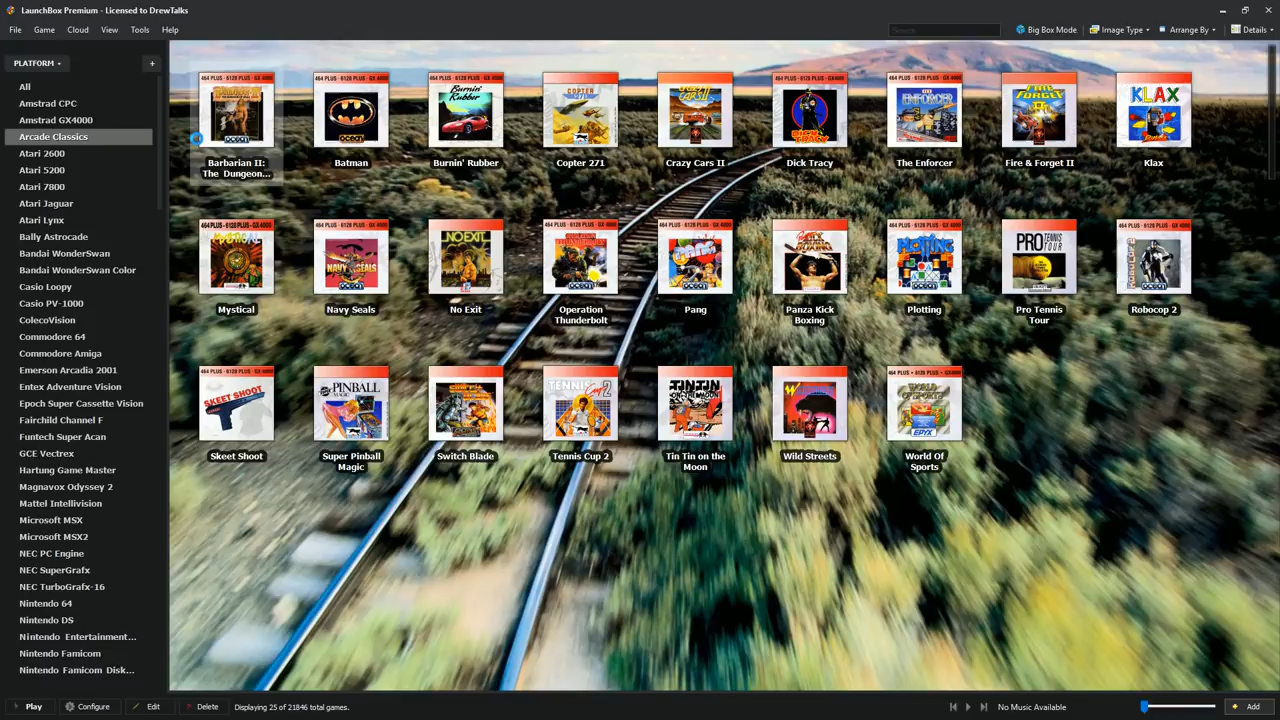 LaunchBox Premium - Licensed to DrewTalks
File Game Cloud View Tools Help
Search
Big Box Mode Image Type Arrange By Details
PLATFORM
+
All
Amstrad CPC
Amstrad GX4000
Arcade Classics
Atari 2600
Atari 5200
Atari 7800
Atari Jaguar
Atari Lynx
Bally Astrocade
Bandai WonderSwan
Bandai WonderSwan Color
Casio Loopy
Casio PV-1000
ColecoVision
Commodore 64
Commodore Amiga
Emerson Arcadia 2001
Entex Adventure Vision
Epoch Super Cassette Vision
Fairchild Channel F
Funtech Super Acan
GCE Vectrex
Hartung Game Master
Magnavox Odyssey 2
Mattel Intellivision
Microsoft MSX
Microsoft MSX2
NEC PC Engine
NEC SuperGrafx
NEC TurboGrafx-16
Nintendo 64
Nintendo DS
Nintendo Entertainment...
Nintendo Famicom
Nintendo Famicom Disk...
Barbarian II:
The Dungeon...
Batman
Burnin' Rubber
Copter 271
Crazy Cars II
Dick Tracy
The Enforcer
Fire & Forget II
Klax
Mystical
Navy Seals
No Exit
Operation
Thunderbolt
Pang
Panza Kick
Boxing
Plotting
Pro Tennis
Tour
Robocop 2
Skeet Shoot
Super Pinball
Magic
Switch Blade
Tennis Cup 2
Tin Tin on the
Moon
Wild Streets
World Of
Sports
Play Configure Edit Delete Displaying 25 of 21846 total games.
No Music Available
Add